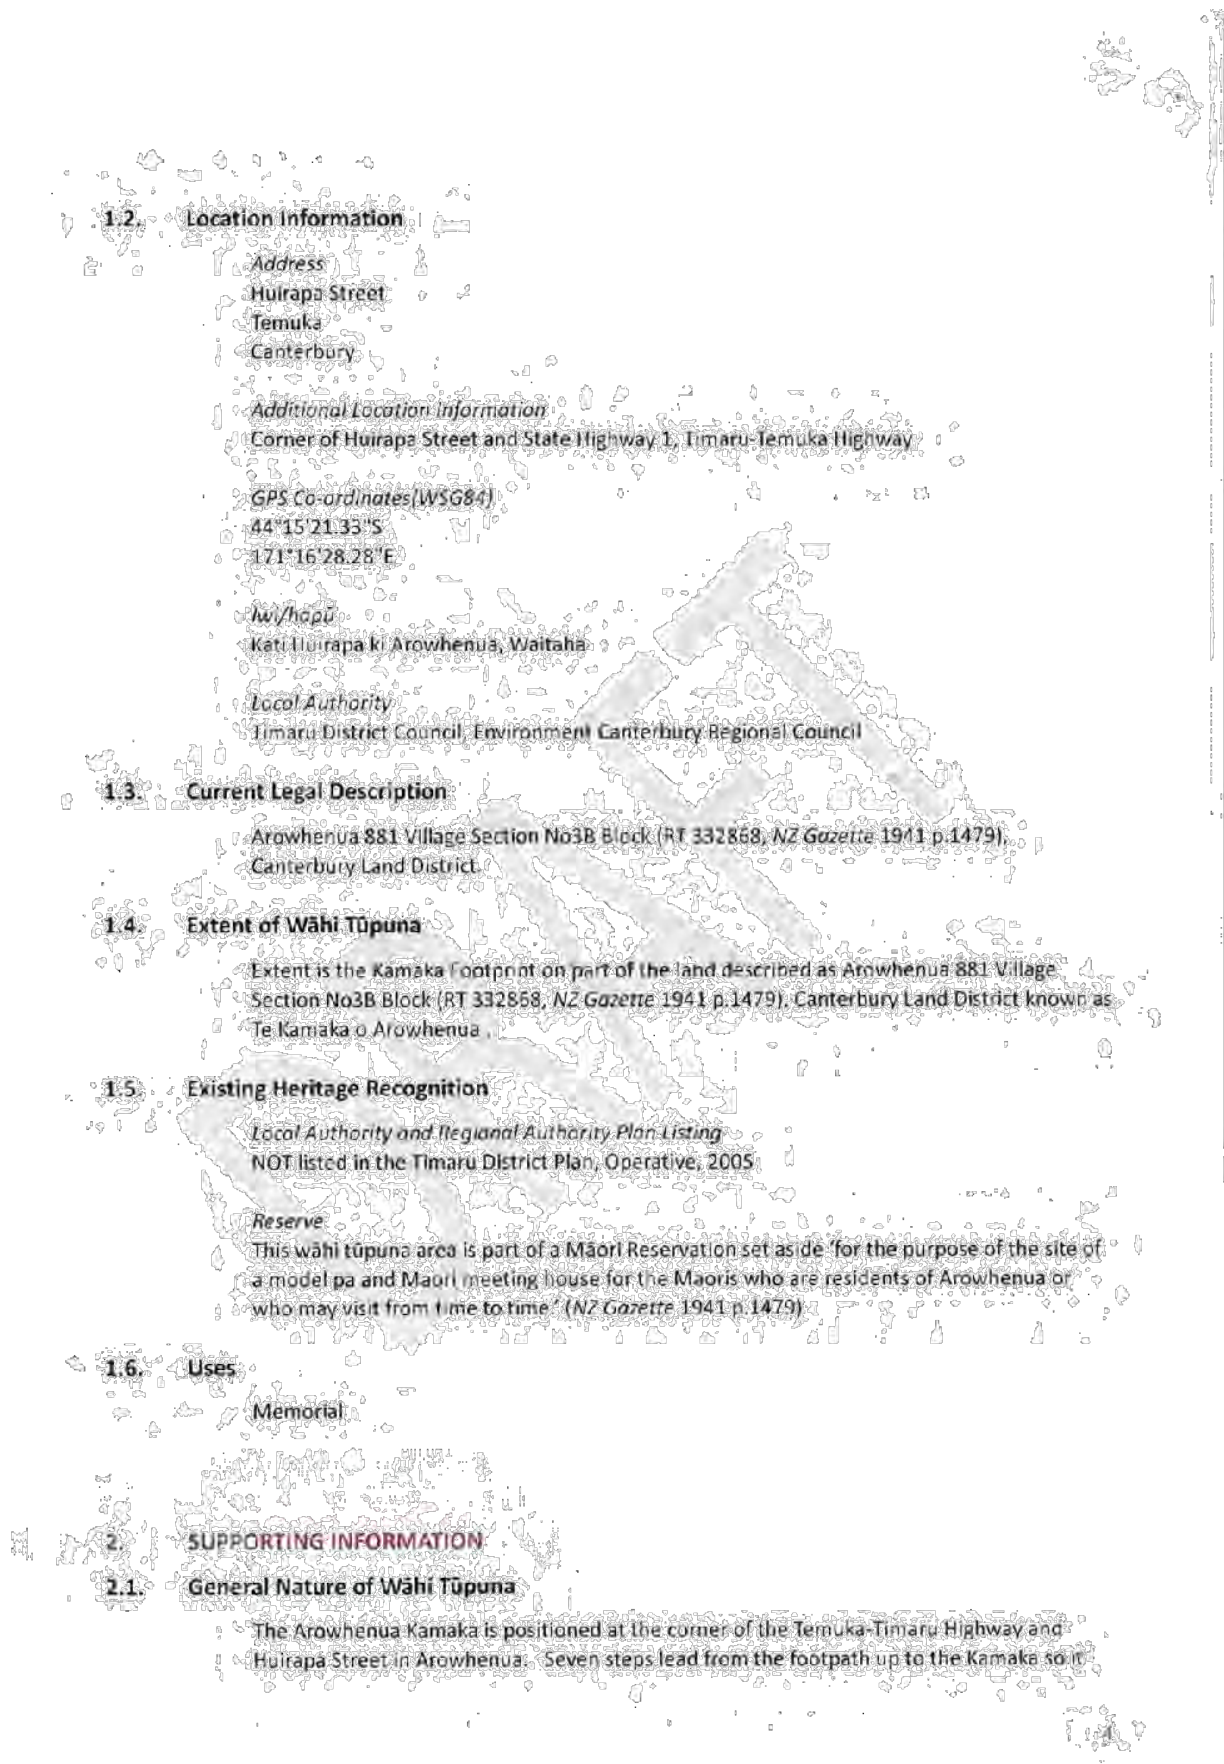 1.2. Location Information
Address
Huirapa Street
Temuka
Canterbury
Additional Location Information
Corner of Huirapa Street and State Highway 1, Timaru-Temuka Highway
GPS Co-ordinates(WSG84)
44°15'21.33"S
171°16'28.28"E
Iwi/hapū
Kati Huirapa ki Arowhenua, Waitaha
Local Authority
Timaru District Council, Environment Canterbury Regional Council
1.3. Current Legal Description
Arowhenua 881 Village Section No3B Block (RT 332868, NZ Gazette 1941 p.1479),
Canterbury Land District.
1.4. Extent of Wāhi Tūpuna
Extent is the Kamaka Footprint on part of the land described as Arowhenua 881 Village
Section No3B Block (RT 332868, NZ Gazette 1941 p.1479), Canterbury Land District known as
Te Kamaka o Arowhenua .
1.5 Existing Heritage Recognition
Local Authority and Regional Authority Plan Listing
NOT listed in the Timaru District Plan, Operative, 2005
Reserve
This wāhi tūpuna area is part of a Māori Reservation set aside 'for the purpose of the site of
a model pa and Maori meeting house for the Maoris who are residents of Arowhenua or
who may visit from time to time.' (NZ Gazette 1941 p.1479)
1.6. Uses
Memorial
2. SUPPORTING INFORMATION
2.1. General Nature of Wāhi Tūpuna
The Arowhenua Kamaka is positioned at the corner of the Temuka-Timaru Highway and
Huirapa Street in Arowhenua. Seven steps lead from the footpath up to the Kamaka so it
4
DRAFT